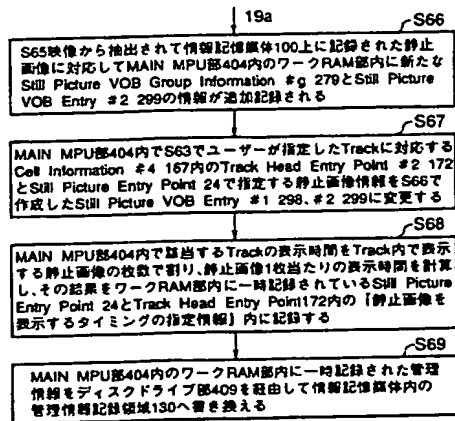 19a
S66
S65映像から抽出されて情報記憶媒体100上に記録された静止
画像に対応してMAIN MPU部404内のワークRAM部内に新たな
Still Picture VOB Group Information #g 279とStill Picture
VOB Entry #2 299の情報が追加記録される
S67
MAIN MPU部404内でS63でユーザーが指定したTrackに対応する
Cell Information #4 167内のTrack Head Entry Point #2 172
とStill Picture Entry Point 24で指定する静止画像情報をS66で
作成したStill Picture VOB Entry #1 298、#2 299に変更する
S68
MAIN MPU部404内で該当するTrackの表示時間をTrack内で表示
する静止画像の枚数で割り、静止画像1枚当たりの表示時間を計算
し、その結果をワークRAM部内に一時記録されているStill Picture
Entry Point 24とTrack Head Entry Point172内の「静止画像を
表示するタイミングの指定情報」内に記録する
S69
MAIN MPU部404内のワークRAM部内に一時記録された管理
情報をディスクドライブ部409を経由して情報記憶媒体内の
管理情報記録領域130へ書き換える